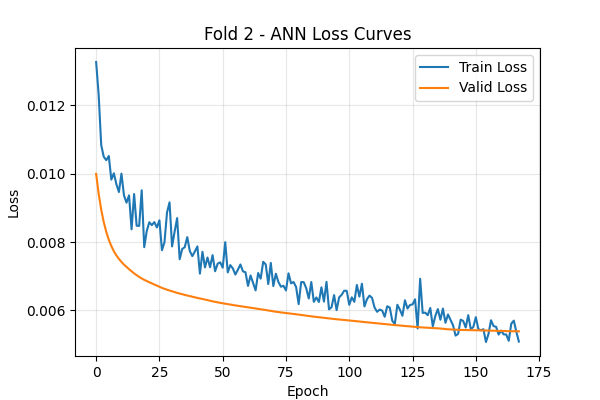 Fold 2 - ANN Loss Curves
Train Loss
Valid Loss
Loss
0.012
0.010
0.008
0.006
0 25 50 75 100 125 150 175
Epoch